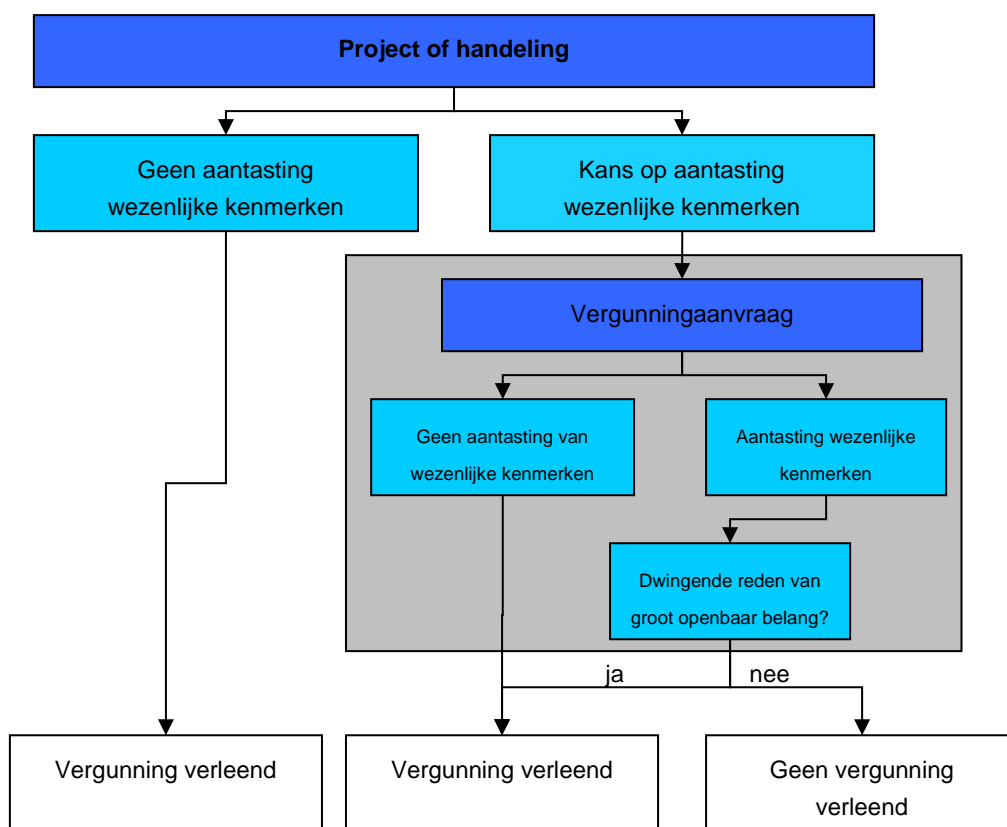 Project of handeling
Geen aantasting
wezenlijke kenmerken
Kans op aantasting
wezenlijke kenmerken
Vergunningaanvraag
Geen aantasting van
wezenlijke kenmerken
Aantasting wezenlijke
kenmerken
Dwingende reden van
groot openbaar belang?
ja
nee
Vergunning verleend
Vergunning verleend
Geen vergunning
verleend